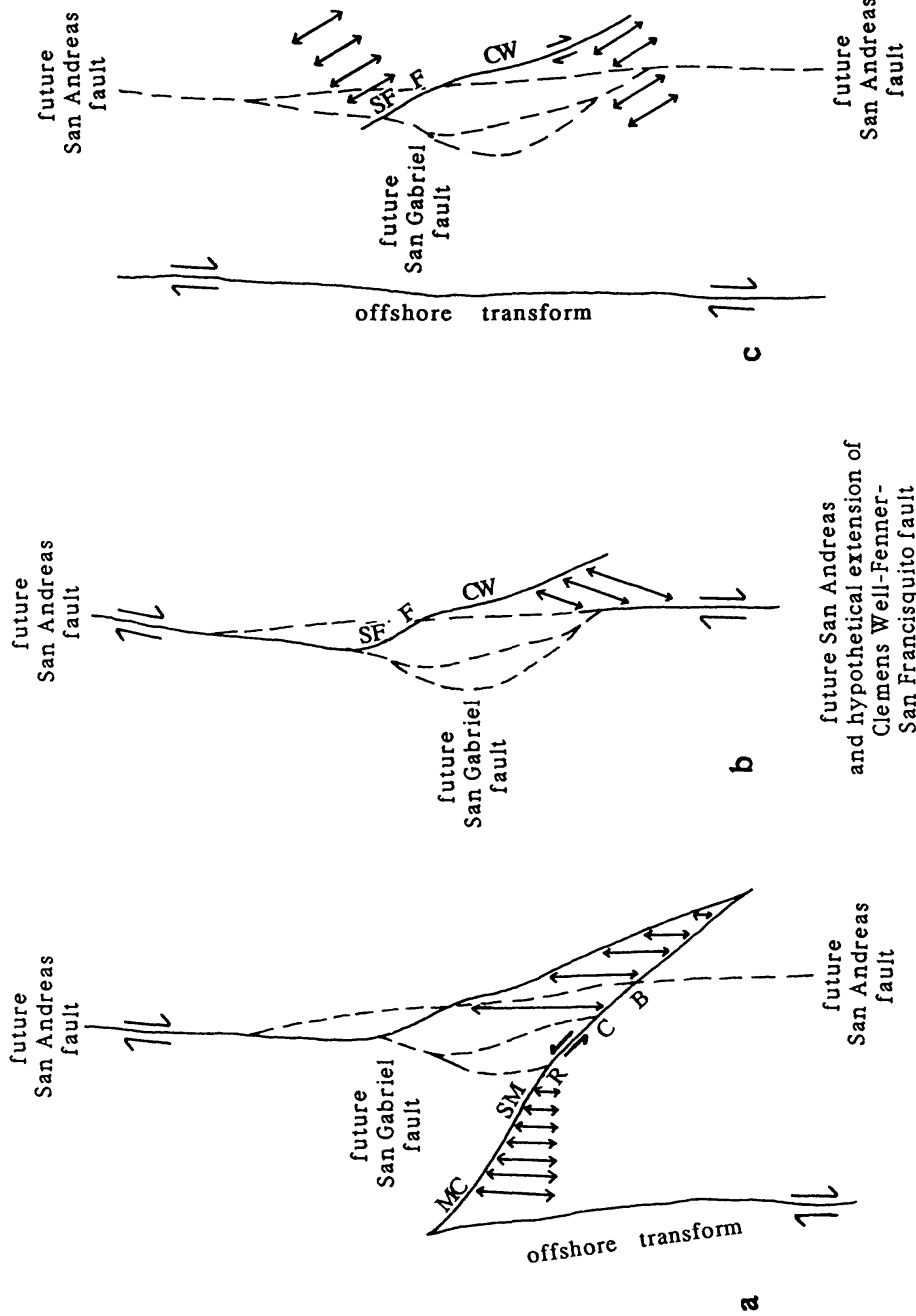 future
San Andreas
fault
future
San Gabriel
fault
MC
SM
R
C
B
offshore transform
future
San Andreas
fault
a
future
San Andreas
fault
SF
F
CW
future
San Gabriel
fault
future San Andreas
and hypothetical extension of
Clemens Well-Fenner-
San Francisquito fault
b
future
San Andreas
fault
SF
F
CW
future
San Gabriel
fault
offshore transform
future
San Andreas
fault
c